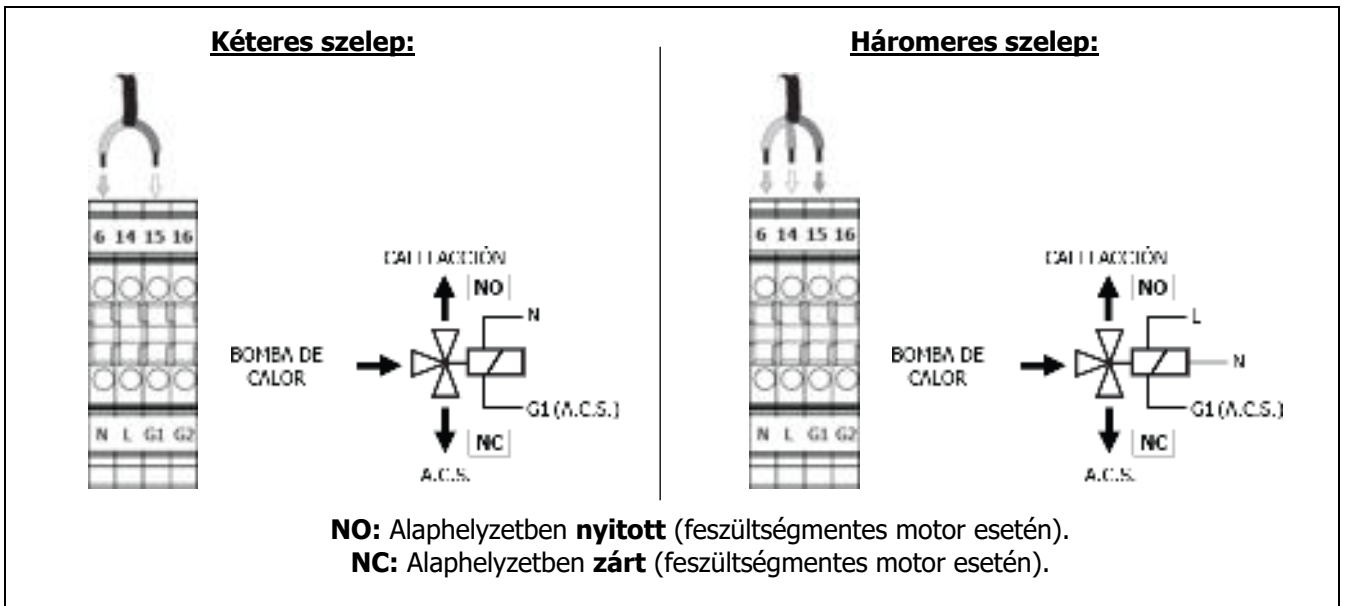 Kéteres szelep:
6 14 15 16
CALEFACCIÓN
NO
N
BOMBA DE
CALOR
G1 (A.C.S.)
NC
A.C.S.
N L G1 G2
Háromeres szelep:
6 14 15 16
CALEFACCIÓN
NO
L
BOMBA DE
CALOR
N
G1 (A.C.S.)
NC
A.C.S.
N L G1 G2
NO: Alaphelyzetben nyitott (feszültségmentes motor esetén).
NC: Alaphelyzetben zárt (feszültségmentes motor esetén).